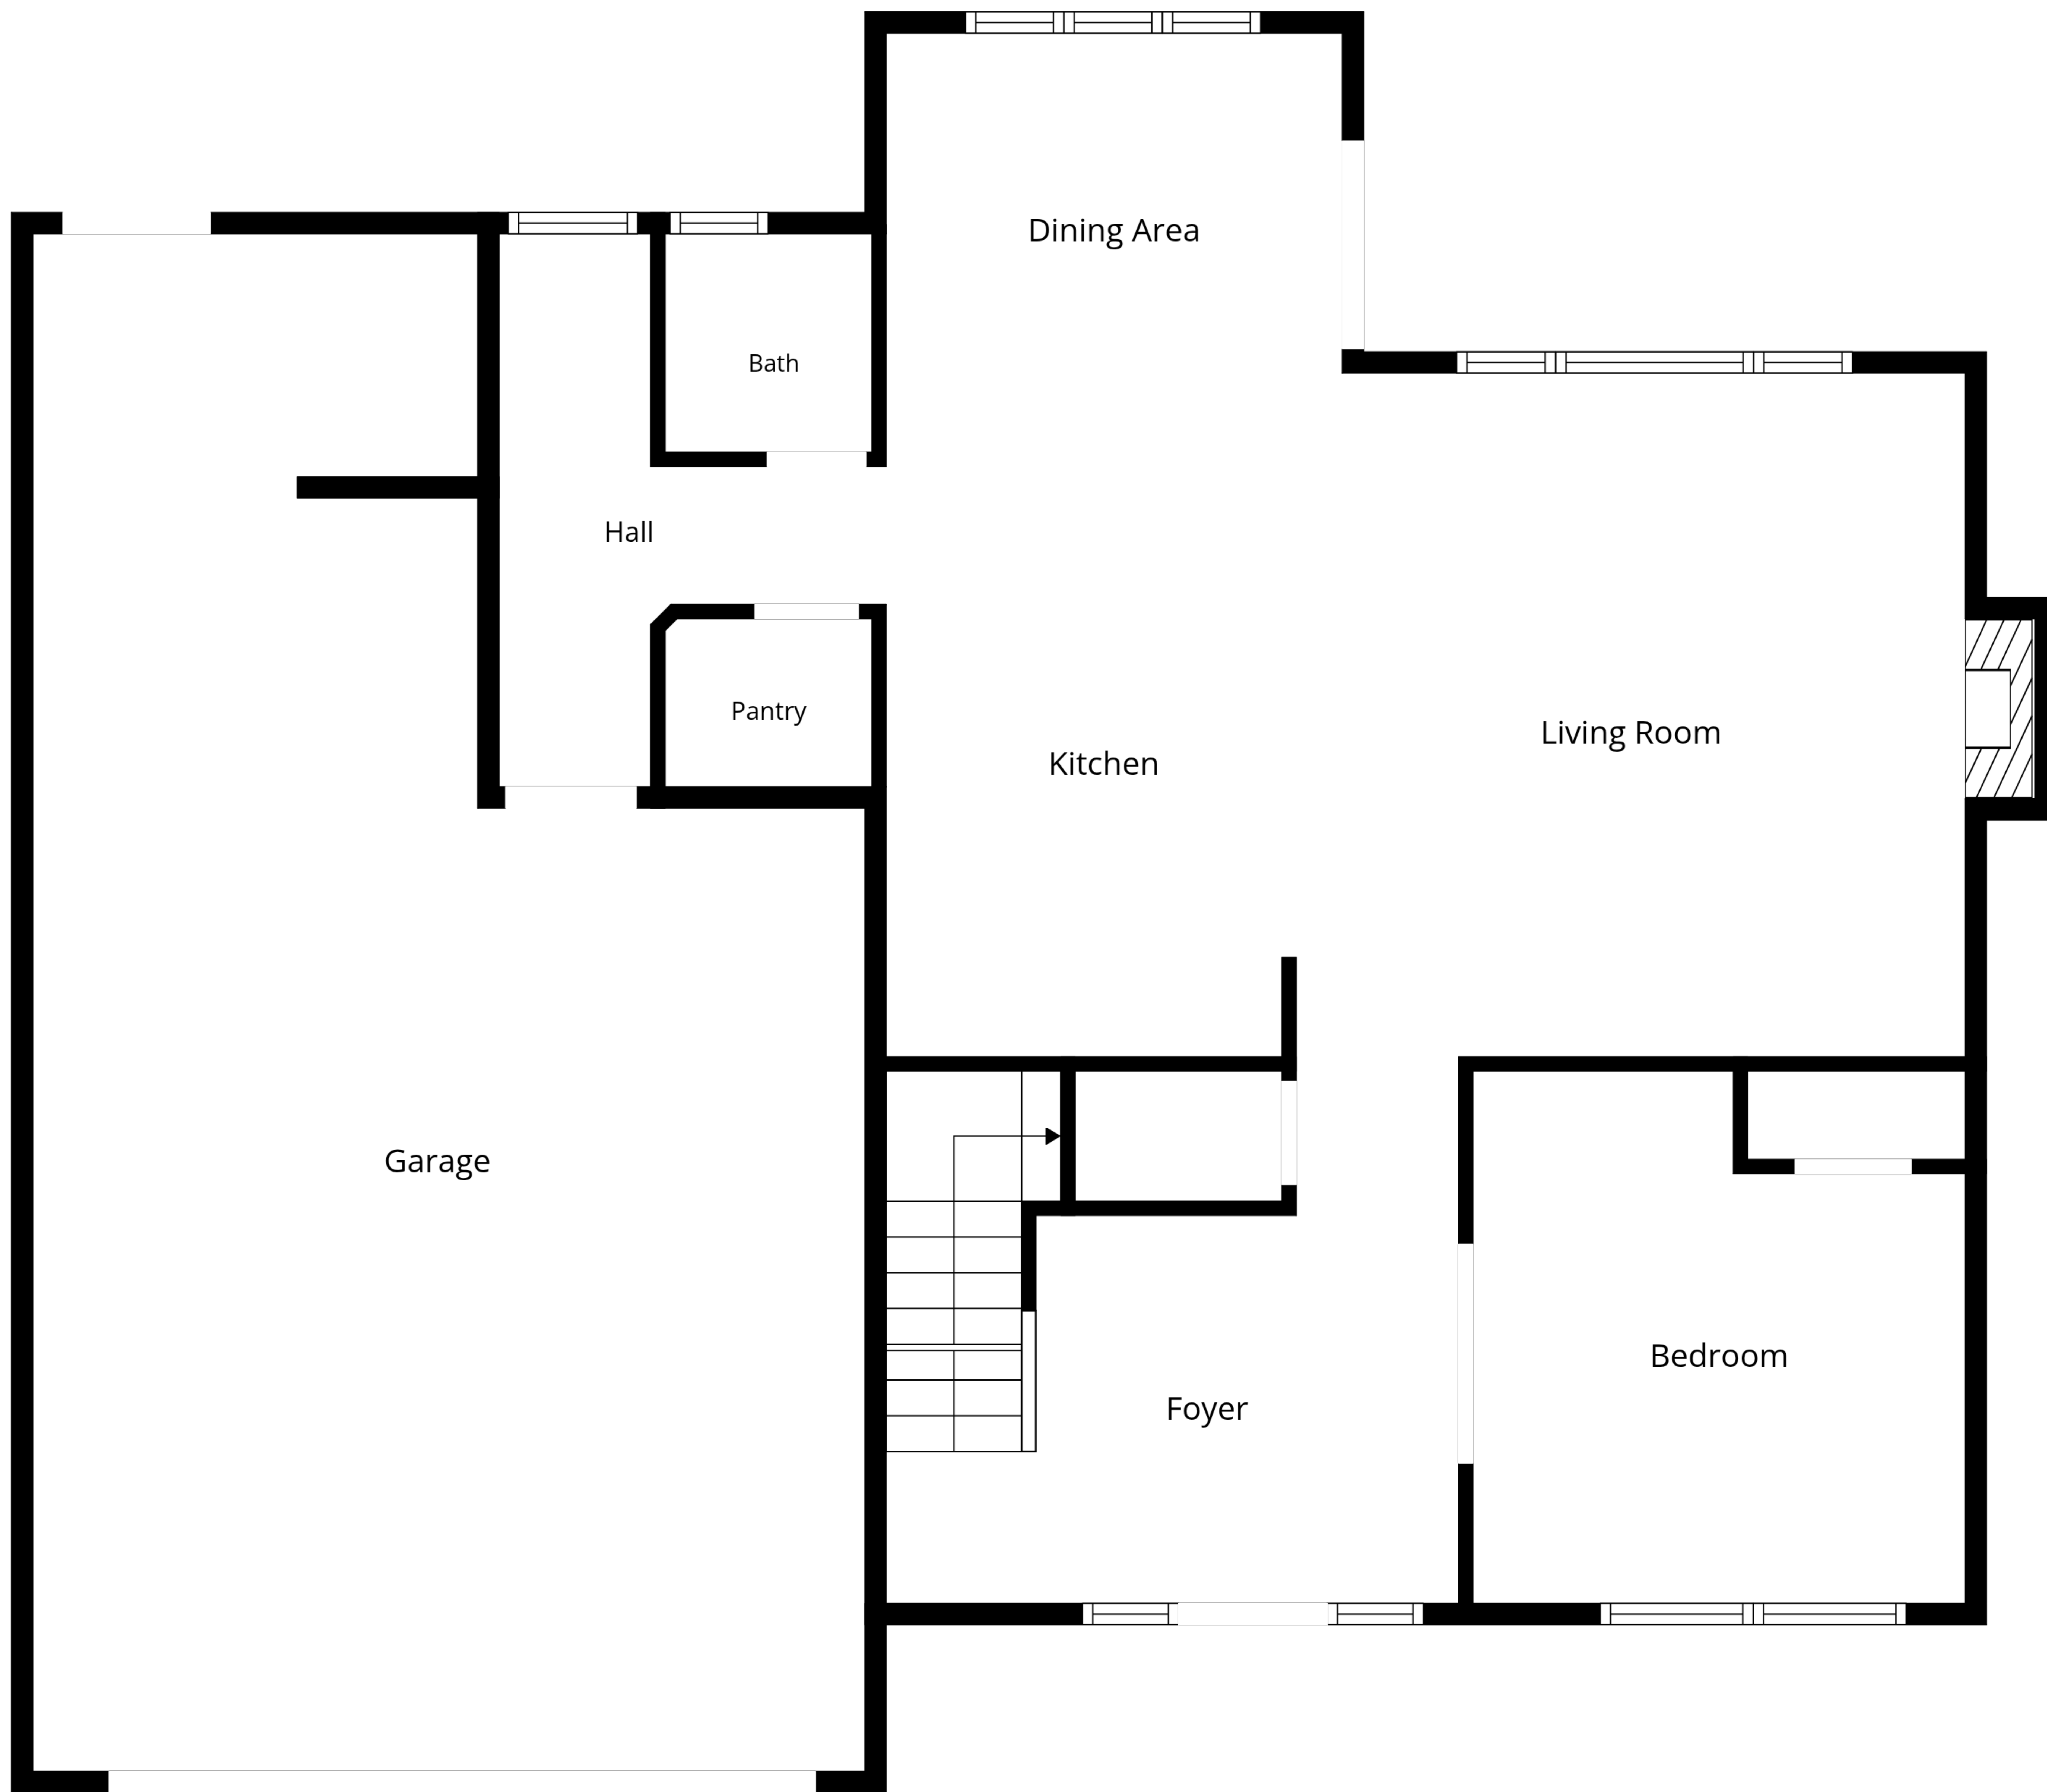 Dining Area
Bath
Hall
Pantry
Living Room
Kitchen
Garage
Bedroom
Foyer